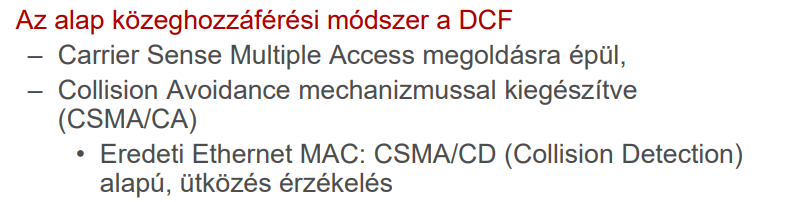 Az alap közeghozzáférési módszer a DCF
– Carrier Sense Multiple Access megoldásra épül,
– Collision Avoidance mechanizmussal kiegészítve
(CSMA/CA)
• Eredeti Ethernet MAC: CSMA/CD (Collision Detection)
alapú, ütközés érzékelés